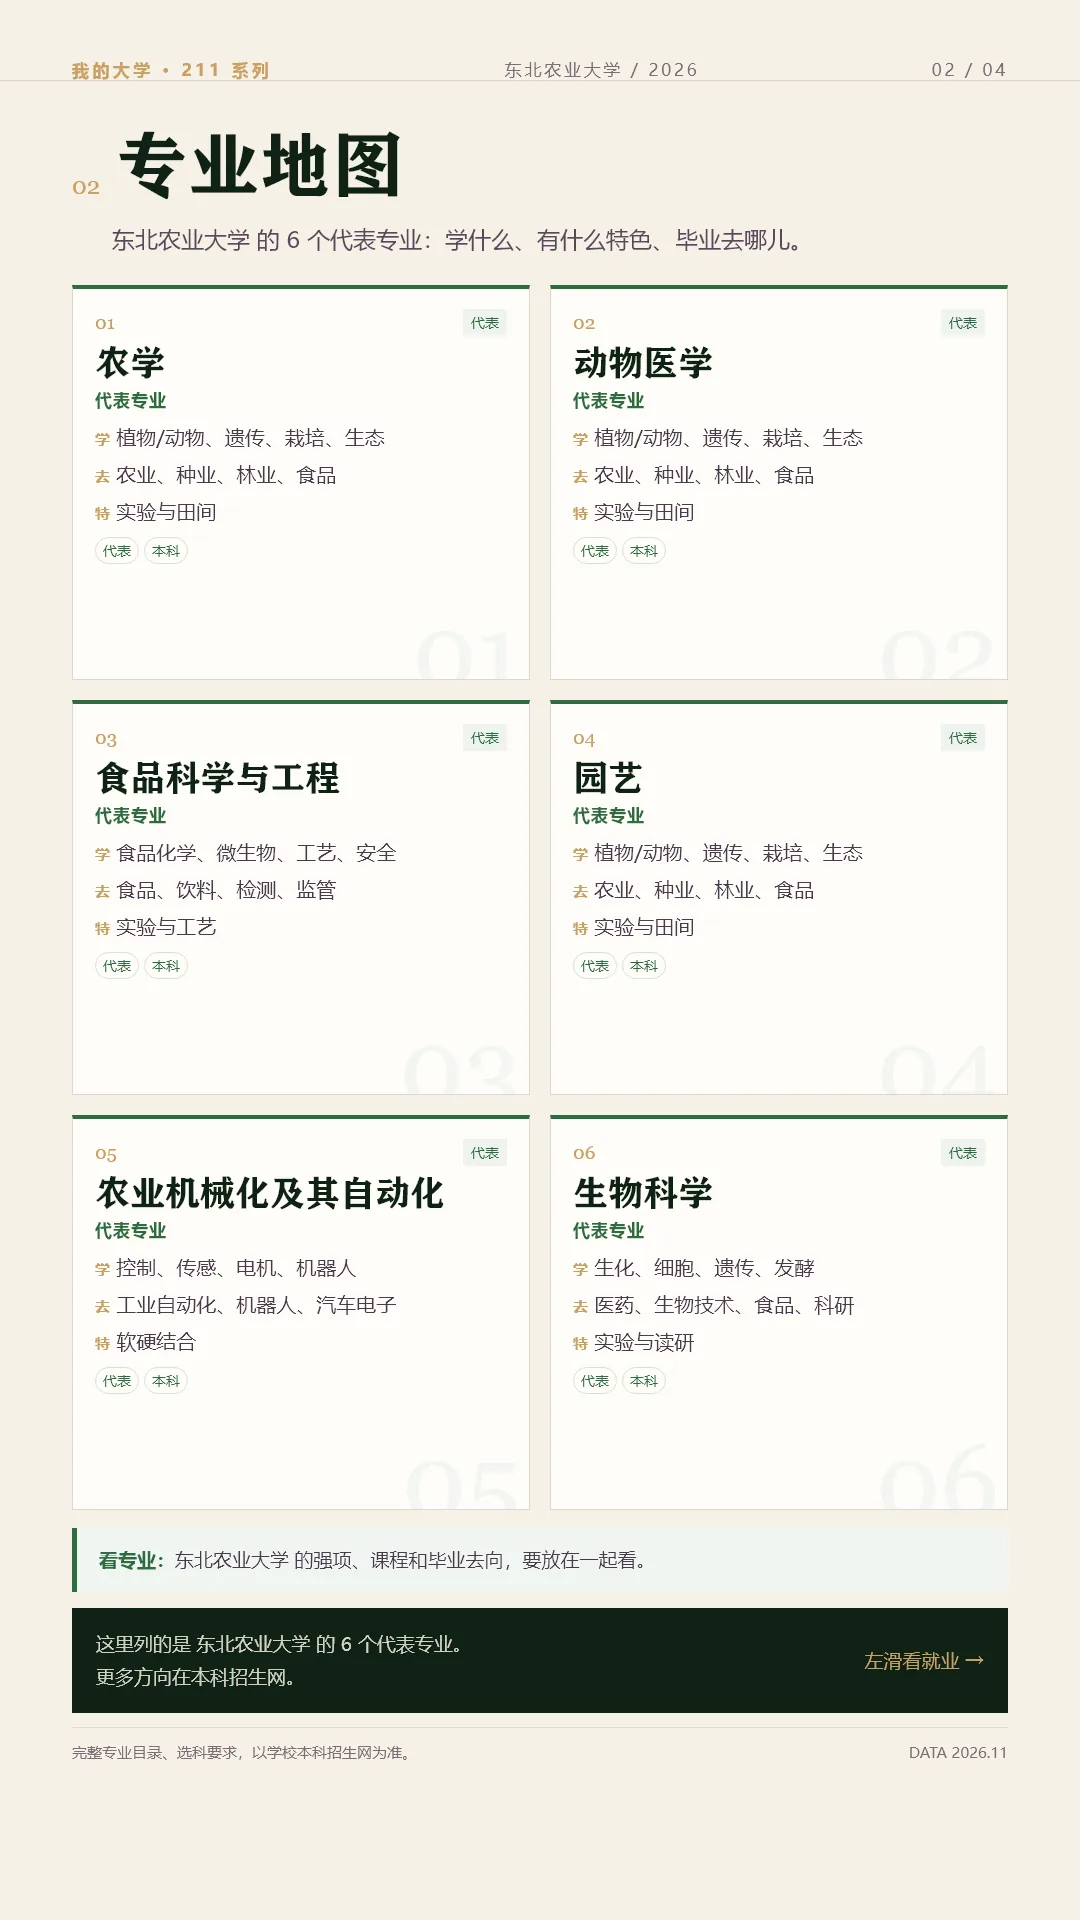 我的大学 • 211 系列
东北农业大学 / 2026
02 / 04
02 专业地图
东北农业大学 的 6 个代表专业：学什么、有什么特色、毕业去哪儿。
01 代表
农学
代表专业
学 植物/动物、遗传、栽培、生态
去 农业、种业、林业、食品
特 实验与田间
代表 本科
01
02 代表
动物医学
代表专业
学 植物/动物、遗传、栽培、生态
去 农业、种业、林业、食品
特 实验与田间
代表 本科
02
03 代表
食品科学与工程
代表专业
学 食品化学、微生物、工艺、安全
去 食品、饮料、检测、监管
特 实验与工艺
代表 本科
03
04 代表
园艺
代表专业
学 植物/动物、遗传、栽培、生态
去 农业、种业、林业、食品
特 实验与田间
代表 本科
04
05 代表
农业机械化及其自动化
代表专业
学 控制、传感、电机、机器人
去 工业自动化、机器人、汽车电子
特 软硬结合
代表 本科
05
06 代表
生物科学
代表专业
学 生化、细胞、遗传、发酵
去 医药、生物技术、食品、科研
特 实验与读研
代表 本科
06
看专业：东北农业大学 的强项、课程和毕业去向，要放在一起看。
这里列的是 东北农业大学 的 6 个代表专业。
更多方向在本科招生网。
左滑看就业 →
完整专业目录、选科要求，以学校本科招生网为准。
DATA 2026.11